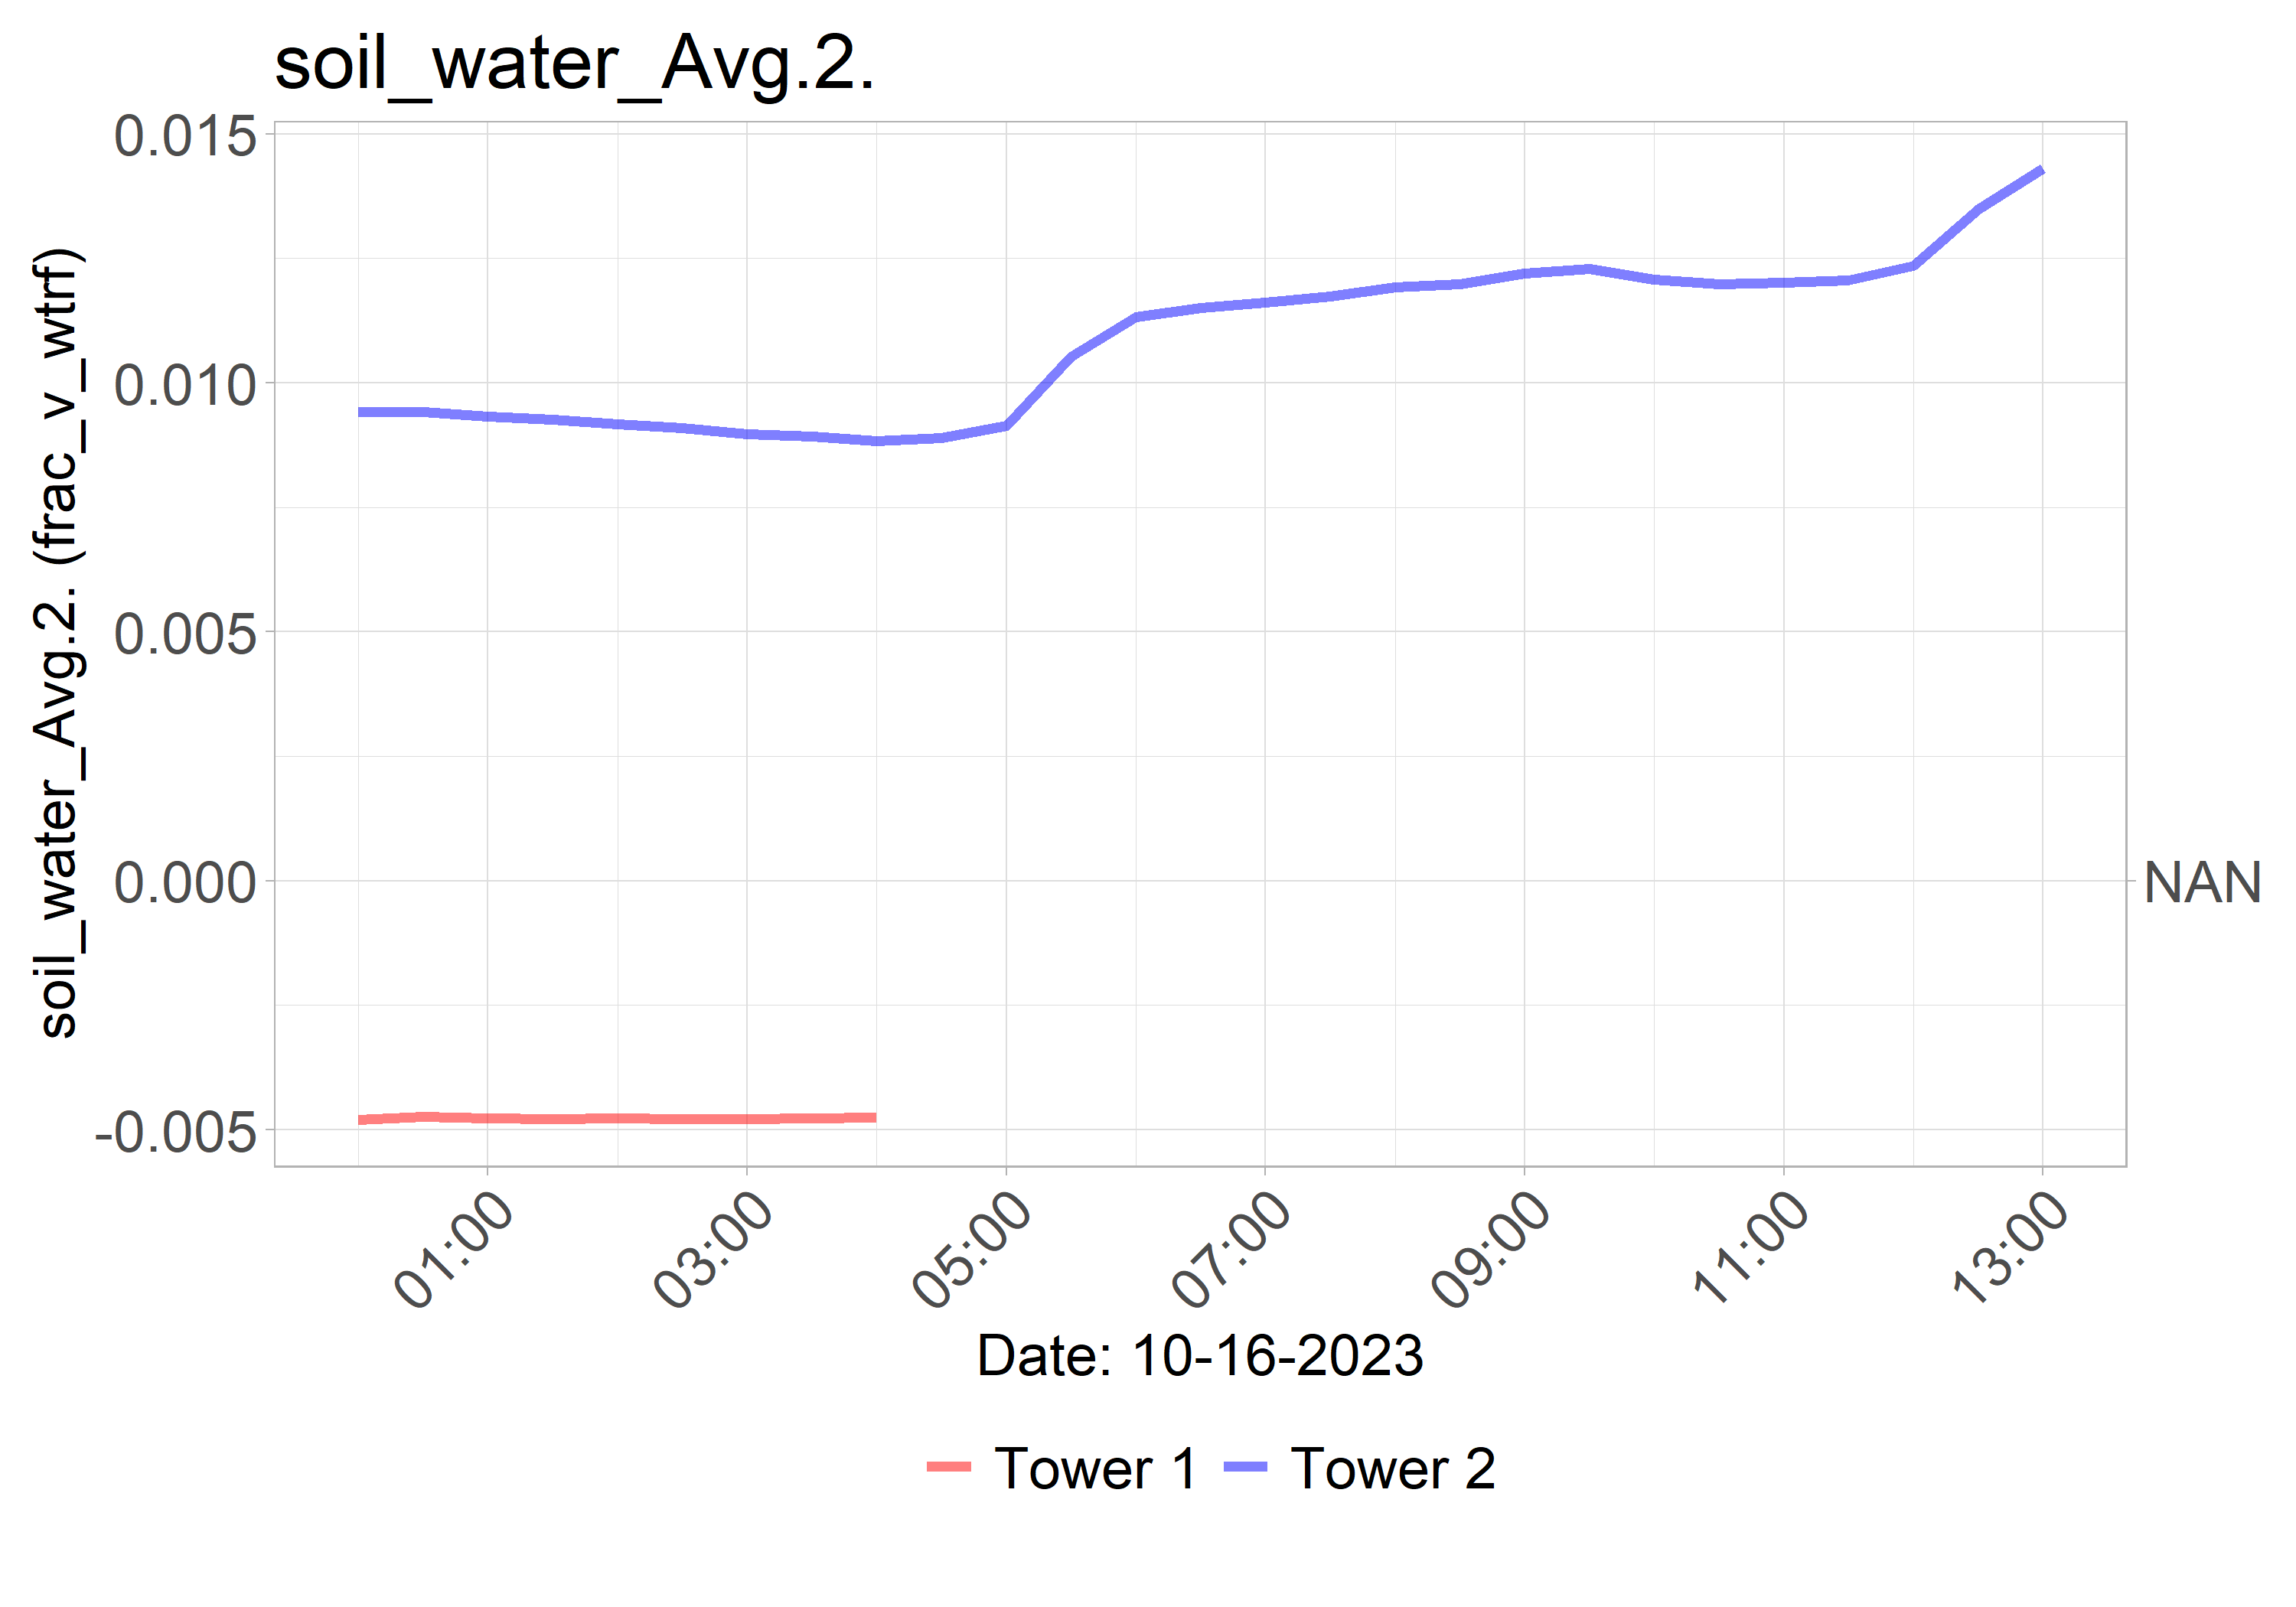 soil_water_Avg.2.
soil_water_Avg.2. (frac_v_wtrf)
0.015
0.010
0.005
0.000
-0.005
NAN
01:00
03:00
05:00
07:00
09:00
11:00
13:00
Date: 10-16-2023
Tower 1
Tower 2